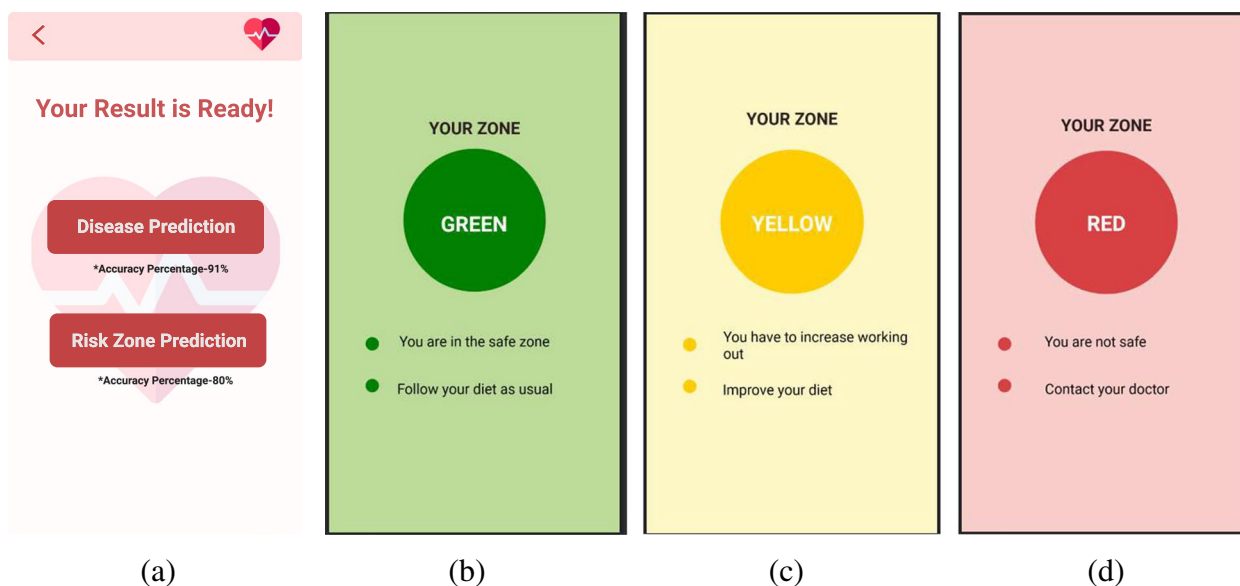 Your Result is Ready!
Disease Prediction
*Accuracy Percentage-91%
Risk Zone Prediction
*Accuracy Percentage-80%
(a)
YOUR ZONE
GREEN
You are in the safe zone
Follow your diet as usual
(b)
YOUR ZONE
YELLOW
You have to increase working
out
Improve your diet
(c)
YOUR ZONE
RED
You are not safe
Contact your doctor
(d)